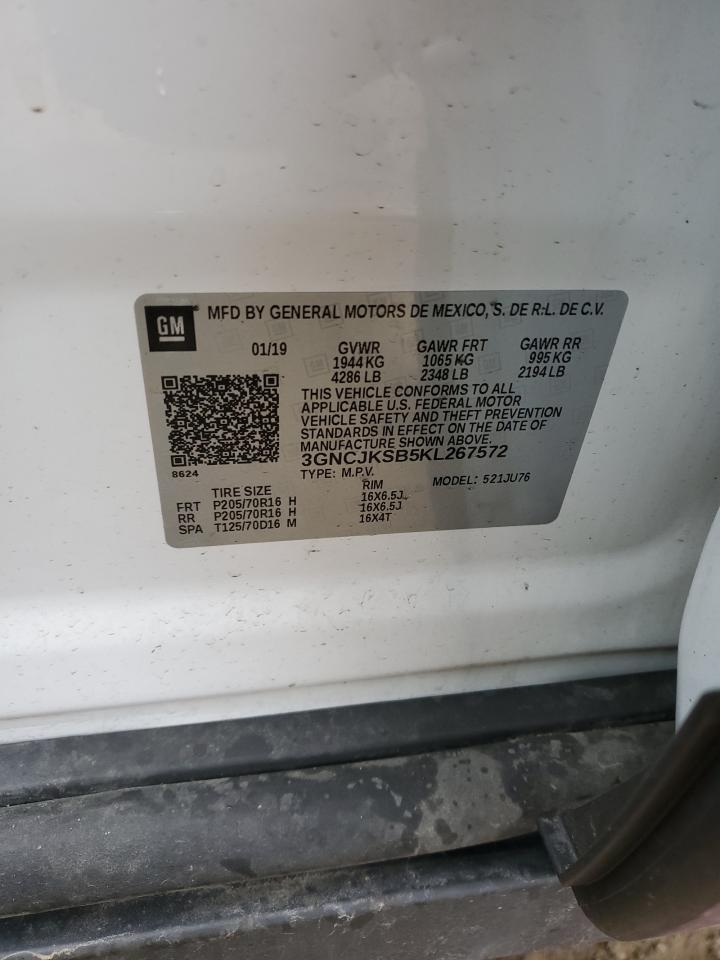 GM
MFD BY GENERAL MOTORS DE MEXICO, S. DE R.L. DE C.V.
01/19 GVWR GAWR FRT GAWR RR
1944 KG 1065 KG 995 KG
4286 LB 2348 LB 2194 LB
THIS VEHICLE CONFORMS TO ALL
APPLICABLE U.S. FEDERAL MOTOR
VEHICLE SAFETY AND THEFT PREVENTION
STANDARDS IN EFFECT ON THE DATE OF
MANUFACTURE SHOWN ABOVE.
3GNCJKSB5KL267572
8624
TYPE: M.P.V. MODEL: 521JU76
TIRE SIZE RIM
FRT P205/70R16 H 16X6.5J
RR P205/70R16 H 16X6.5J
SPA T125/70D16 M 16X4T